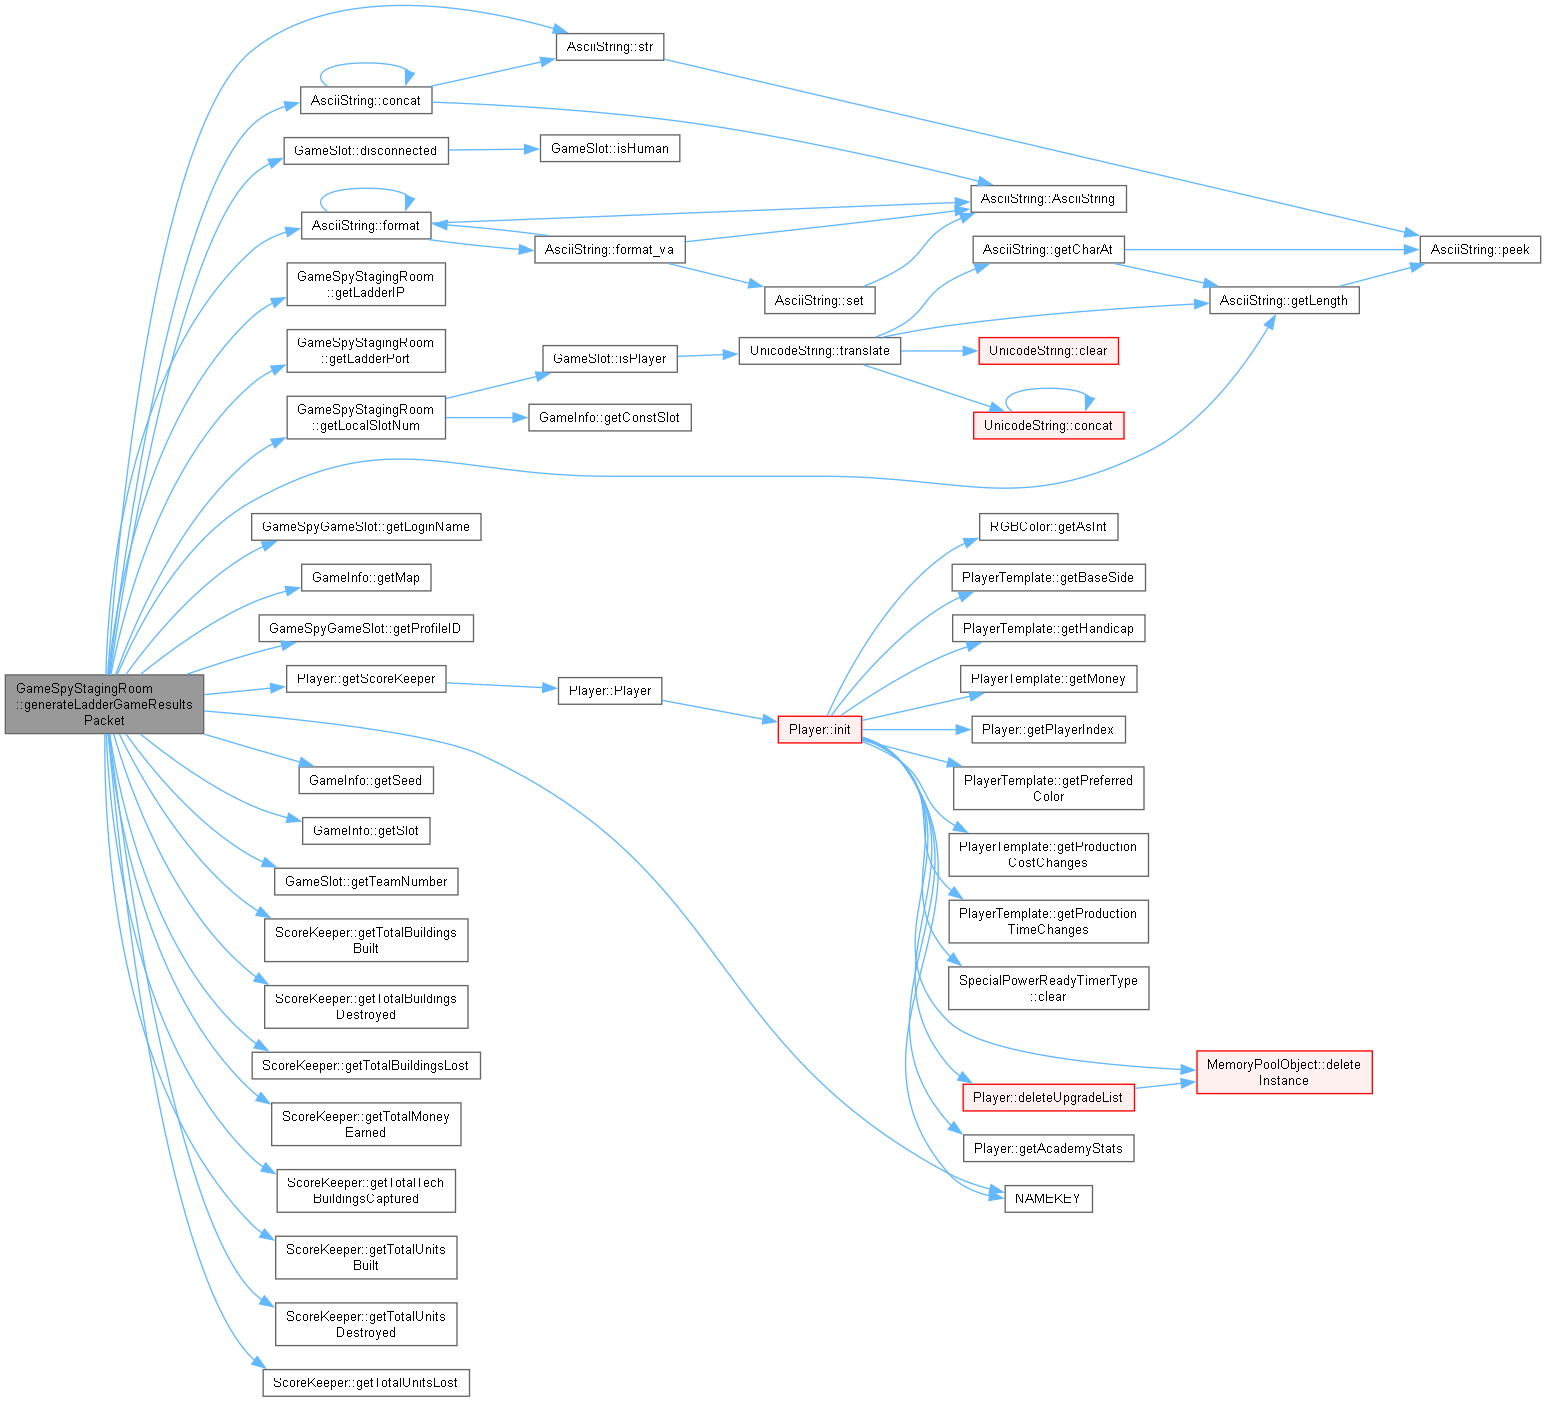 GameSpyStagingRoom
::generateLadderGameResults
Packet
AsciiString::str
AsciiString::concat
GameSlot::disconnected
GameSlot::isHuman
AsciiString::format
AsciiString::format_va
AsciiString::set
AsciiString::AsciiString
AsciiString::getCharAt
AsciiString::getLength
AsciiString::peek
GameSpyStagingRoom
::getLadderIP
GameSpyStagingRoom
::getLadderPort
GameSpyStagingRoom
::getLocalSlotNum
GameSlot::isPlayer
GameInfo::getConstSlot
UnicodeString::translate
UnicodeString::clear
UnicodeString::concat
GameSpyGameSlot::getLoginName
GameInfo::getMap
GameSpyGameSlot::getProfileID
Player::getScoreKeeper
Player::Player
Player::init
RGBColor::getAsInt
PlayerTemplate::getBaseSide
PlayerTemplate::getHandicap
PlayerTemplate::getMoney
Player::getPlayerIndex
PlayerTemplate::getPreferred
Color
PlayerTemplate::getProduction
CostChanges
PlayerTemplate::getProduction
TimeChanges
SpecialPowerReadyTimerType
::clear
MemoryPoolObject::delete
Instance
Player::deleteUpgradeList
Player::getAcademyStats
NAMEKEY
GameInfo::getSeed
GameInfo::getSlot
GameSlot::getTeamNumber
ScoreKeeper::getTotalBuildings
Built
ScoreKeeper::getTotalBuildings
Destroyed
ScoreKeeper::getTotalBuildingsLost
ScoreKeeper::getTotalMoney
Earned
ScoreKeeper::getTotalTech
BuildingsCaptured
ScoreKeeper::getTotalUnits
Built
ScoreKeeper::getTotalUnits
Destroyed
ScoreKeeper::getTotalUnitsLost